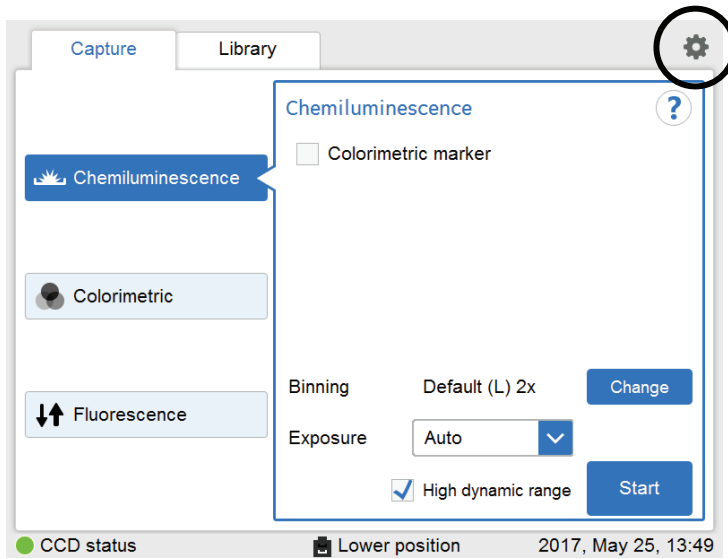 Capture
Library
Chemiluminescence
?
Colorimetric marker
Chemiluminescence
Colorimetric
Fluorescence
Binning
Default (L) 2x
Change
Exposure
Auto
High dynamic range
Start
CCD status
Lower position
2017, May 25, 13:49